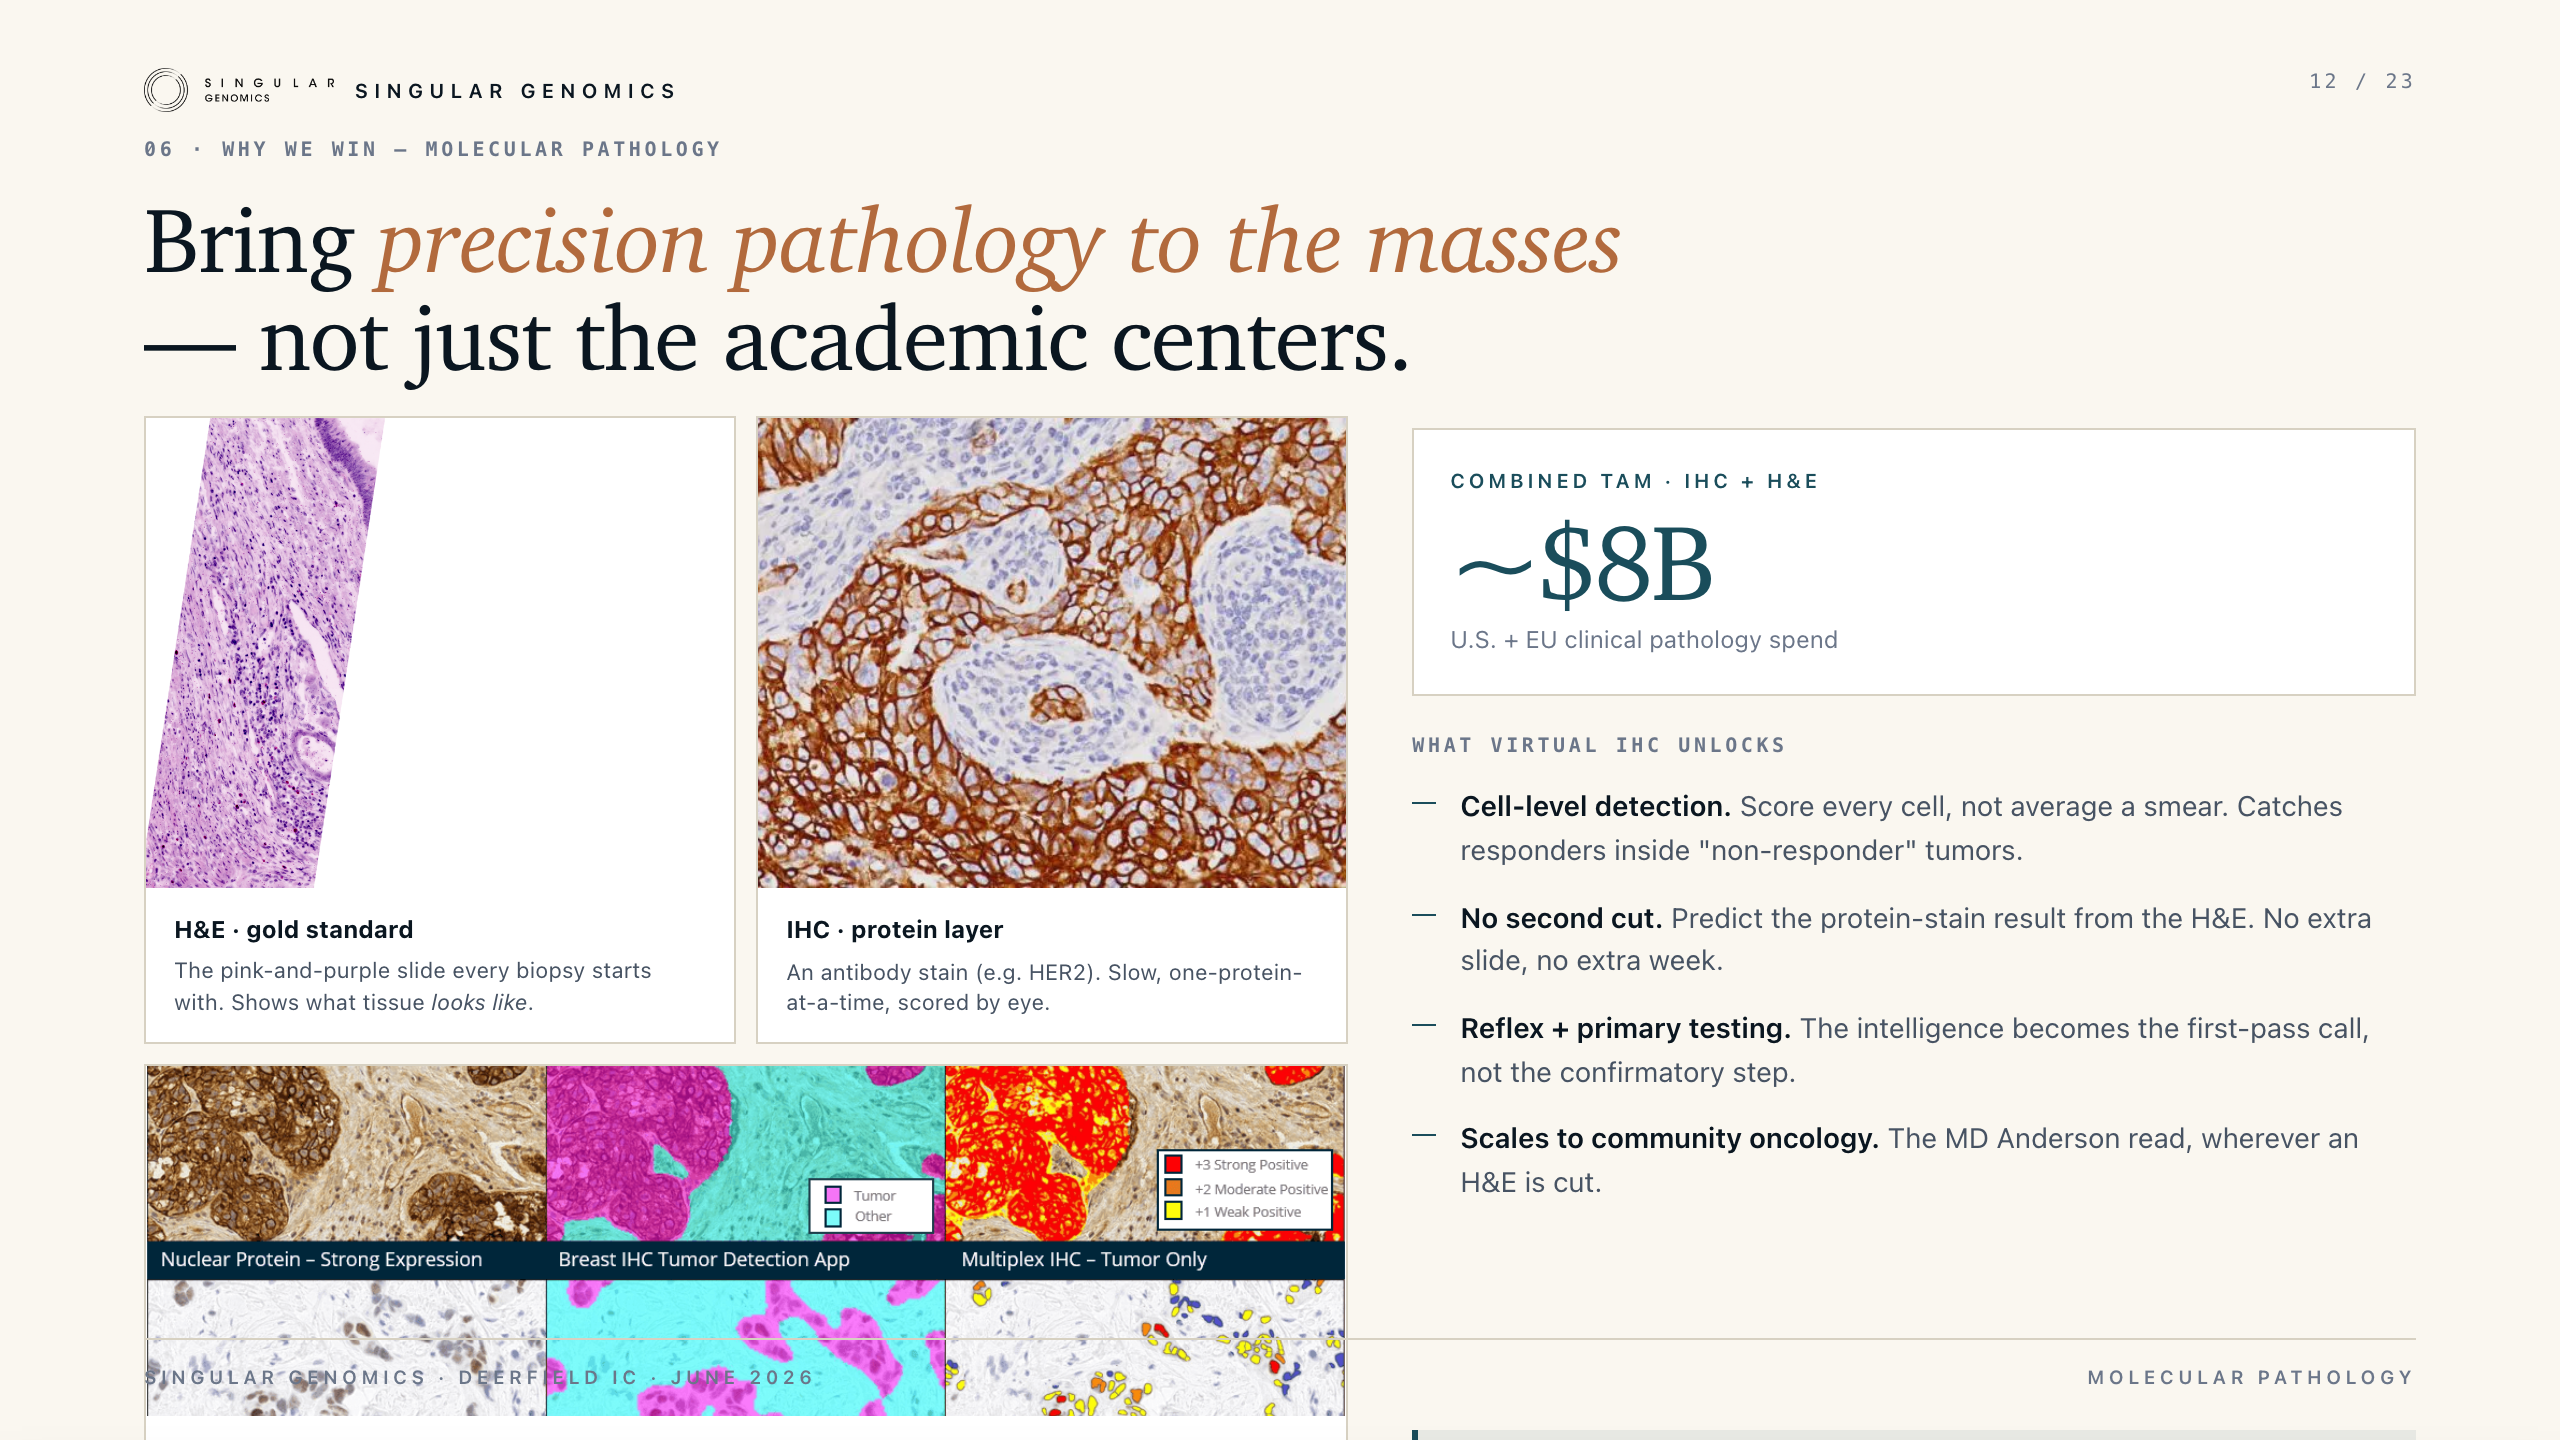 SINGULAR
GENOMICS
SINGULAR GENOMICS
12 / 23
06 · WHY WE WIN — MOLECULAR PATHOLOGY
Bring precision pathology to the masses
— not just the academic centers.
H&E · gold standard
The pink-and-purple slide every biopsy starts
with. Shows what tissue looks like.
IHC · protein layer
An antibody stain (e.g. HER2). Slow, one-protein-
at-a-time, scored by eye.
Tumor
Other
+3 Strong Positive
+2 Moderate Positive
+1 Weak Positive
Nuclear Protein – Strong Expression
Breast IHC Tumor Detection App
Multiplex IHC – Tumor Only
COMBINED TAM · IHC + H&E
~$8B
U.S. + EU clinical pathology spend
WHAT VIRTUAL IHC UNLOCKS
— Cell-level detection. Score every cell, not average a smear. Catches
responders inside "non-responder" tumors.
— No second cut. Predict the protein-stain result from the H&E. No extra
slide, no extra week.
— Reflex + primary testing. The intelligence becomes the first-pass call,
not the confirmatory step.
— Scales to community oncology. The MD Anderson read, wherever an
H&E is cut.
SINGULAR GENOMICS · DEERFIELD IC · JUNE 2026
MOLECULAR PATHOLOGY